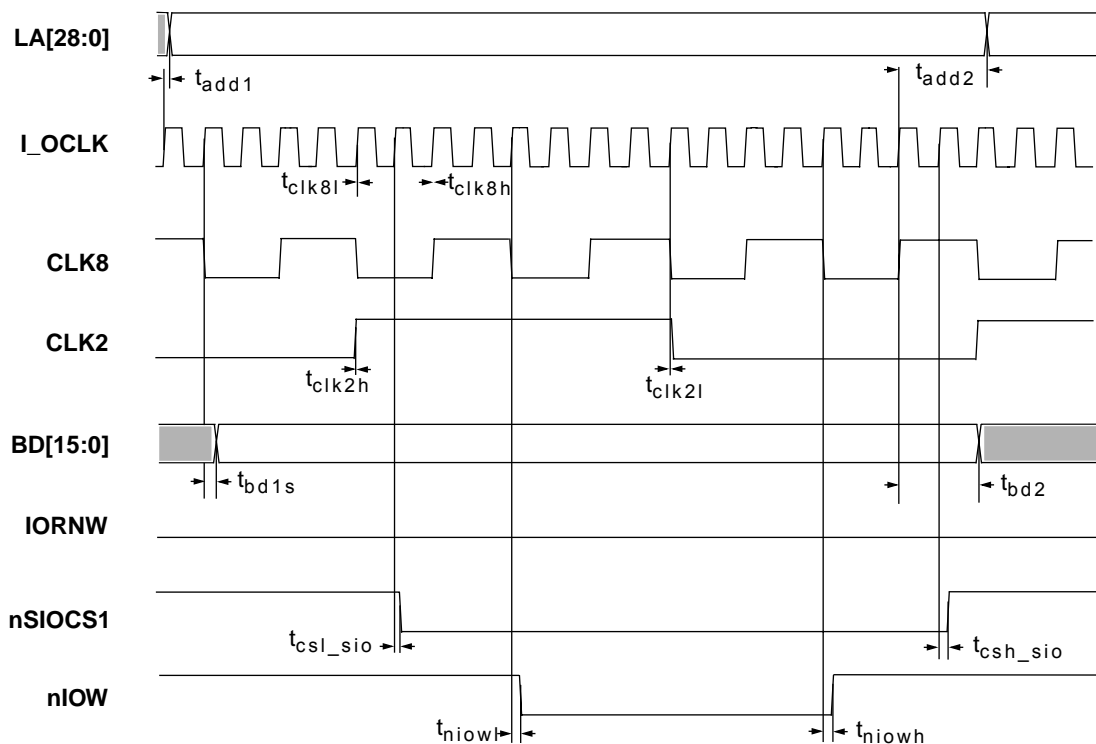 LA[28:0]
tadd1
tadd2
I_OCLK
tclk8l
tclk8h
CLK8
CLK2
tclk2h
tclk2l
BD[15:0]
tbd1s
tbd2
IORNW
nSIOCS1
tcsl_sio
tcsh_sio
nIOW
tniowl
tniowh